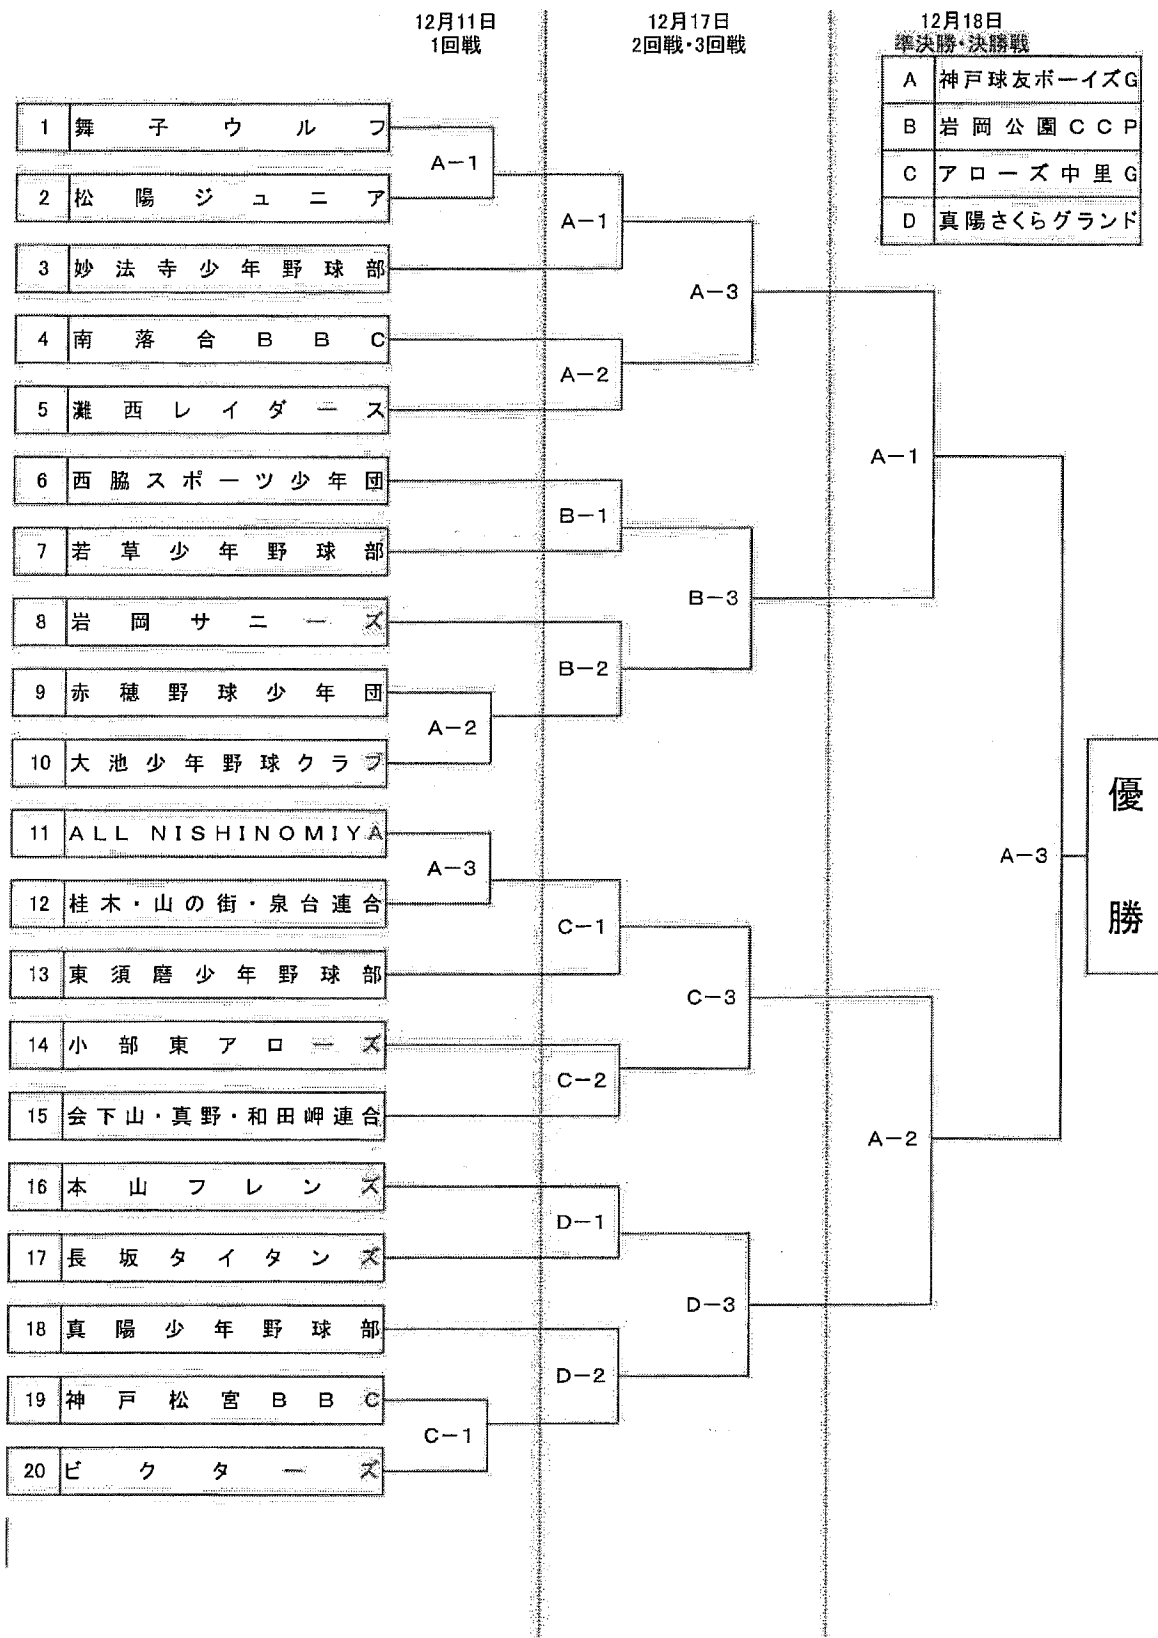 12月11日
1回戦
12月17日
2回戦・3回戦
12月18日
準決勝・決勝戦
A 神戸球友ボーイズG
B 岩岡公園CCP
C アローズ中里G
D 真陽さくらグランド
1 舞子ウルフ
2 松陽ジュニア
3 妙法寺少年野球部
4 南落合BBC
5 灘西レイダース
6 西脇スポーツ少年団
7 若草少年野球部
8 岩岡サニーズ
9 赤穂野球少年団
10 大池少年野球クラブ
11 ALL NISHINOMIYA
12 桂木・山の街・泉台連合
13 東須磨少年野球部
14 小部東アローズ
15 会下山・真野・和田岬連合
16 本山フレンズ
17 長坂タイタンズ
18 真陽少年野球部
19 神戸松宮BBC
20 ビクターズ
A-1
A-2
A-3
C-1
A-1
A-2
B-1
B-2
C-1
C-2
D-1
D-2
A-3
B-3
C-3
D-3
A-1
A-2
A-3
優勝